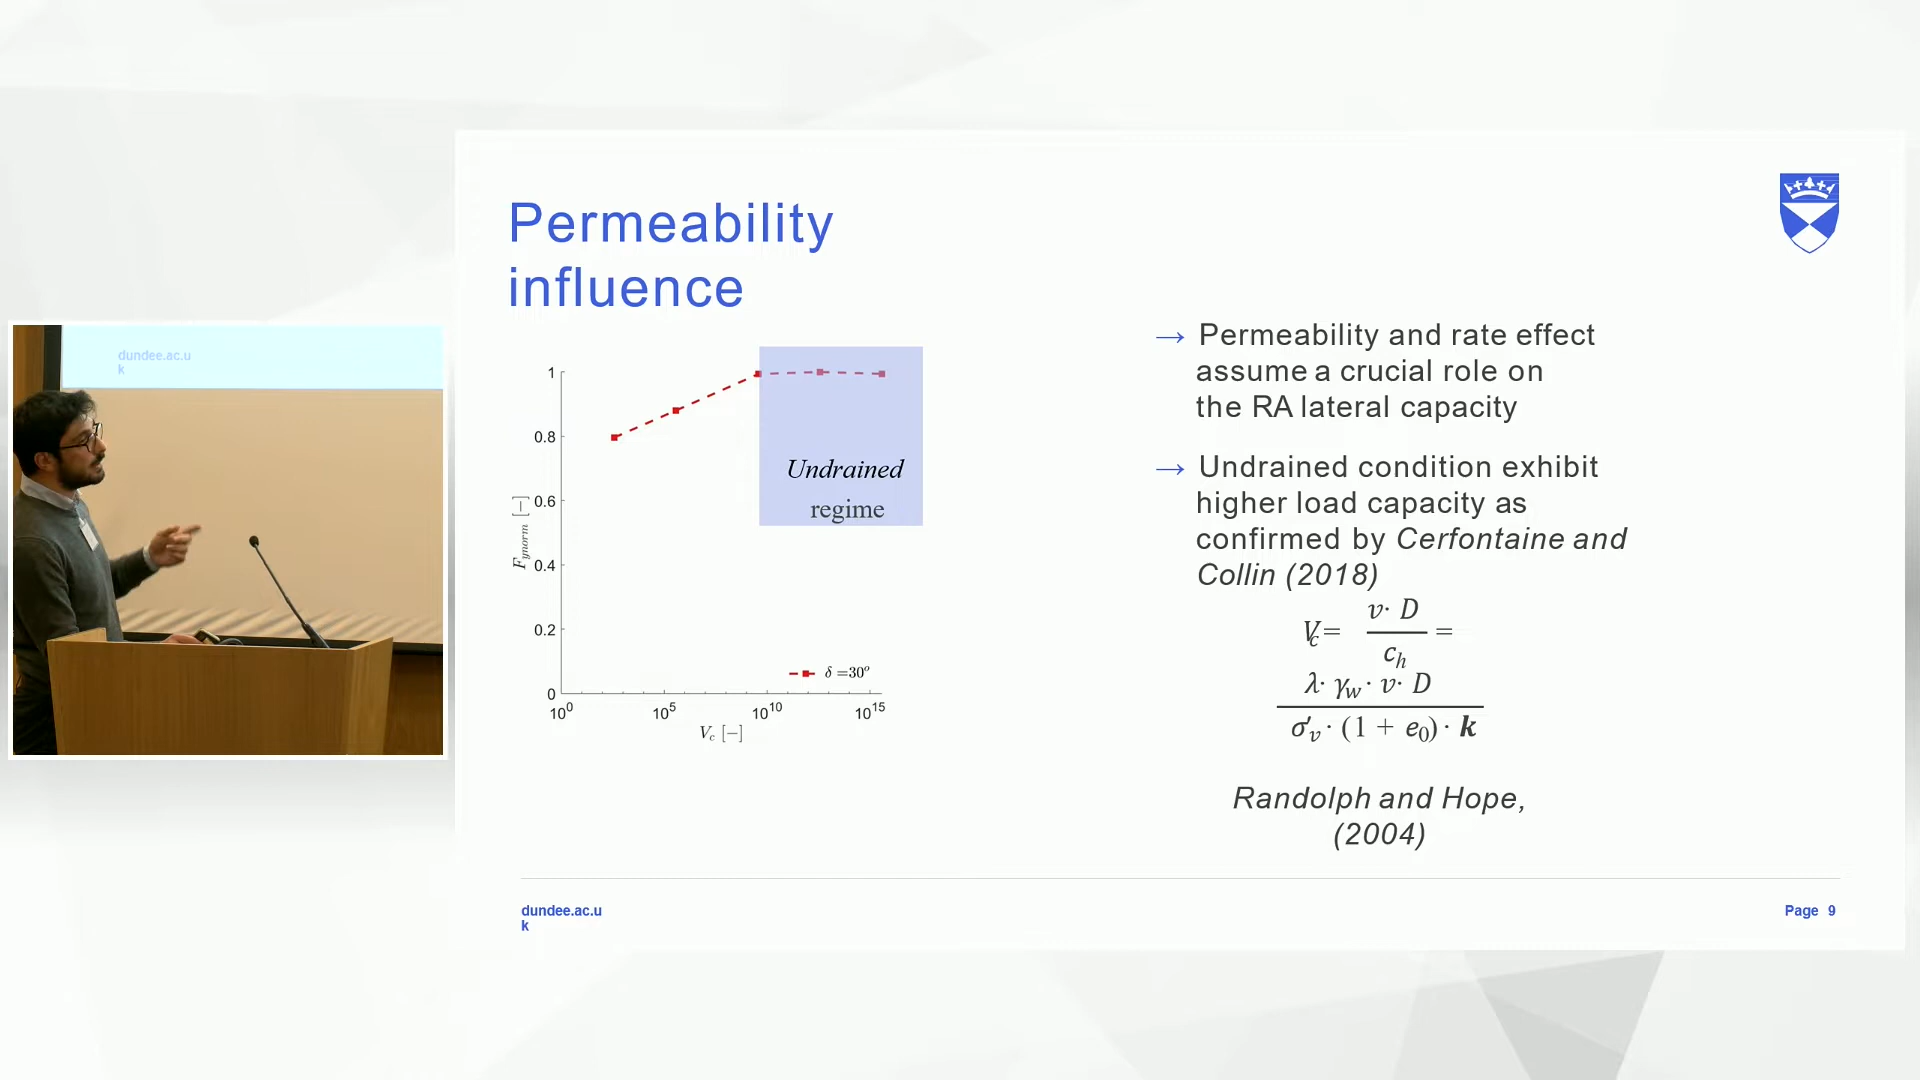 Permeability
influence
→ Permeability and rate effect
assume a crucial role on
the RA lateral capacity
→ Undrained condition exhibit
higher load capacity as
confirmed by Cerfontaine and
Collin (2018)
V_c = v· D / c_h =
λ· γ_w · v· D / σ'_v · (1 + e_0) · k
Randolph and Hope,
(2004)
F_ynorm [−]
1
0.8
0.6
0.4
0.2
0
Undrained
regime
δ =30°
10^0 10^5 10^10 10^15
V_c [−]
dundee.ac.u
k
Page 9
dundee.ac.u
k